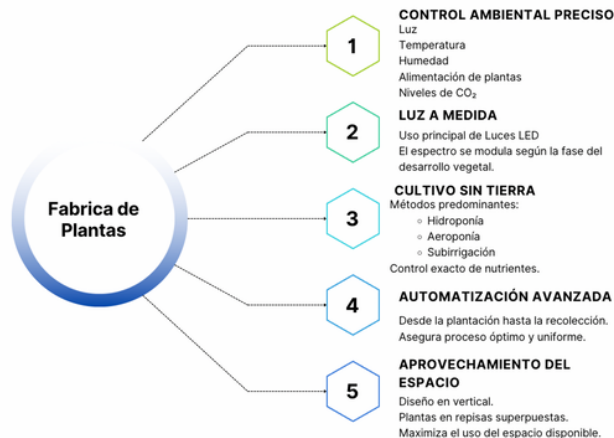 Fabrica de
Plantas
1
CONTROL AMBIENTAL PRECISO
Luz
Temperatura
Humedad
Alimentación de plantas
Niveles de CO₂
2
LUZ A MEDIDA
Uso principal de Luces LED
El espectro se modula según la fase del
desarrollo vegetal.
3
CULTIVO SIN TIERRA
Métodos predominantes:
◦ Hidroponía
◦ Aeroponía
◦ Subirrigación
Control exacto de nutrientes.
4
AUTOMATIZACIÓN AVANZADA
Desde la plantación hasta la recolección.
Asegura proceso óptimo y uniforme.
5
APROVECHAMIENTO DEL
ESPACIO
Diseño en vertical.
Plantas en repisas superpuestas.
Maximiza el uso del espacio disponible.